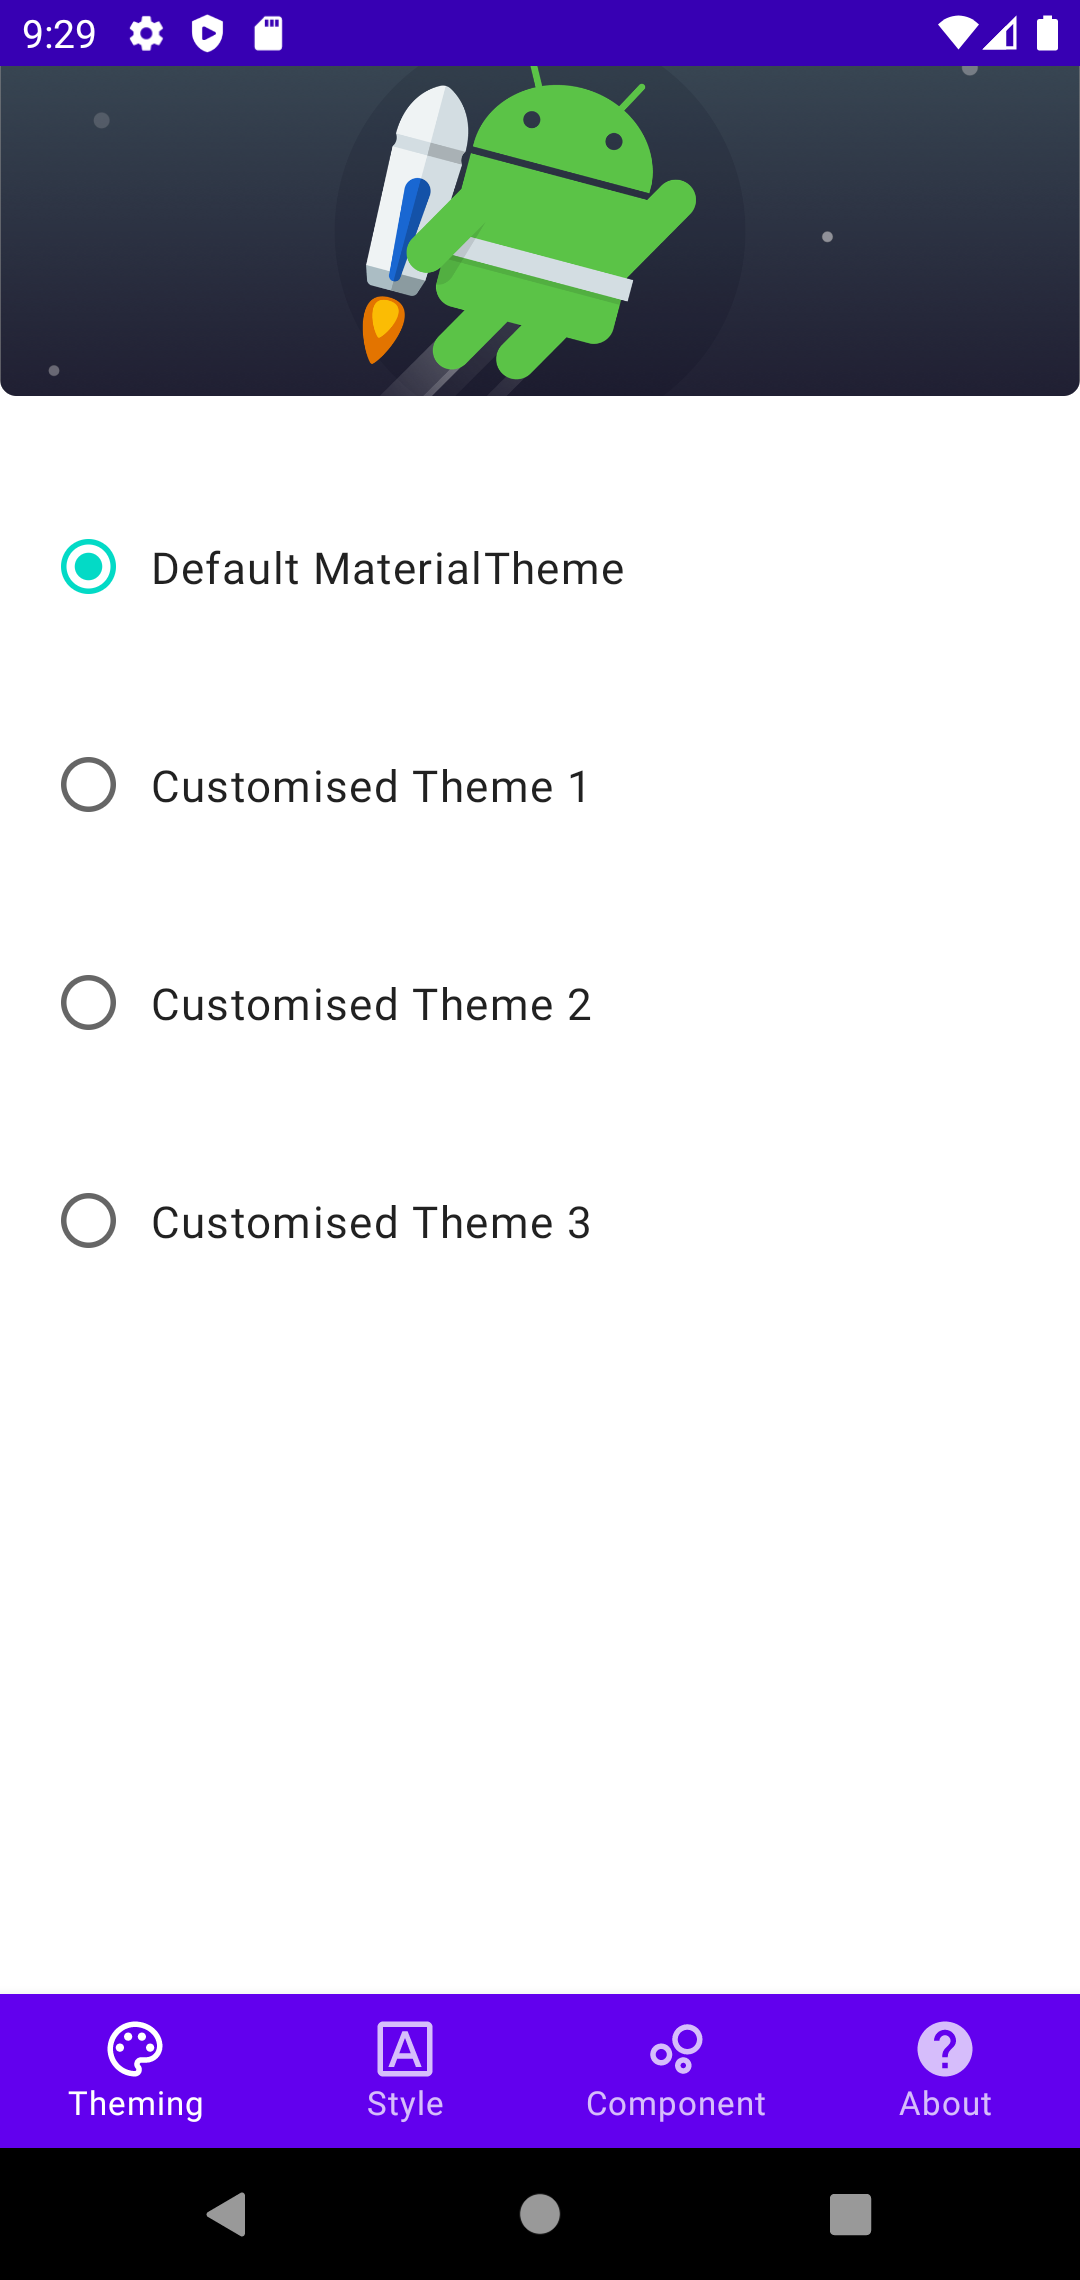 9:29
Default MaterialTheme
Customised Theme 1
Customised Theme 2
Customised Theme 3
Theming
Style
Component
About